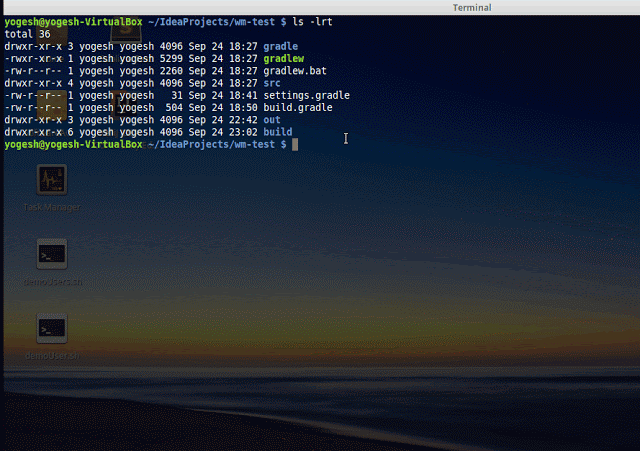 Terminal
yogesh@yogesh-VirtualBox ~/IdeaProjects/wm-test $ ls -lrt
total 36
drwxr-xr-x 3 yogesh yogesh 4096 Sep 24 18:27 gradle
-rwxr-xr-x 1 yogesh yogesh 5299 Sep 24 18:27 gradlew
-rw-r--r-- 1 yogesh yogesh 2260 Sep 24 18:27 gradlew.bat
drwxr-xr-x 4 yogesh yogesh 4096 Sep 24 18:27 src
-rw-r--r-- 1 yogesh yogesh   31 Sep 24 18:41 settings.gradle
-rw-r--r-- 1 yogesh yogesh  504 Sep 24 18:50 build.gradle
drwxr-xr-x 3 yogesh yogesh 4096 Sep 24 22:42 out
drwxr-xr-x 6 yogesh yogesh 4096 Sep 24 23:02 build
yogesh@yogesh-VirtualBox ~/IdeaProjects/wm-test $
Task Manager
demoUsers.sh
demoUser.sh